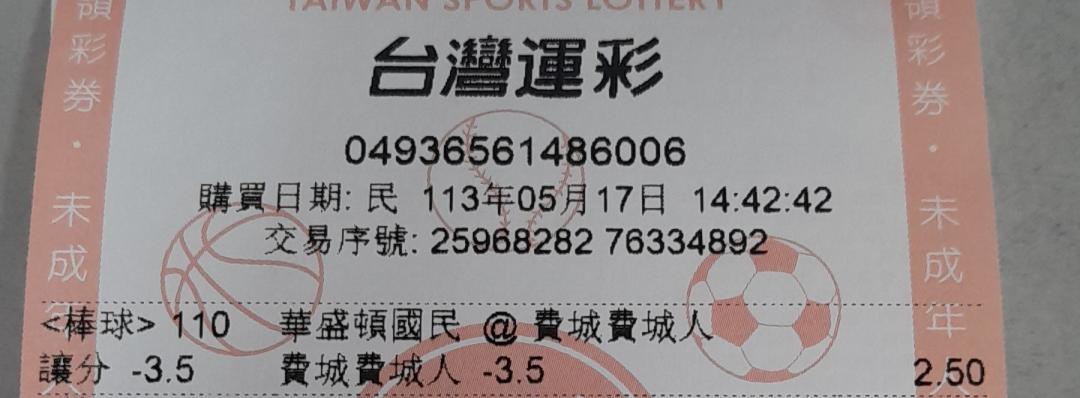 TAIWAN SPORTS LOTTERY
台灣運彩
04936561486006
購買日期: 民 113年05月17日 14:42:42
交易序號: 25968282 76334892
<棒球> 110 華盛頓國民 @ 費城費城人
讓分 -3.5 費城費城人 -3.5 2.50
領彩券・未成年
領彩券・未成年